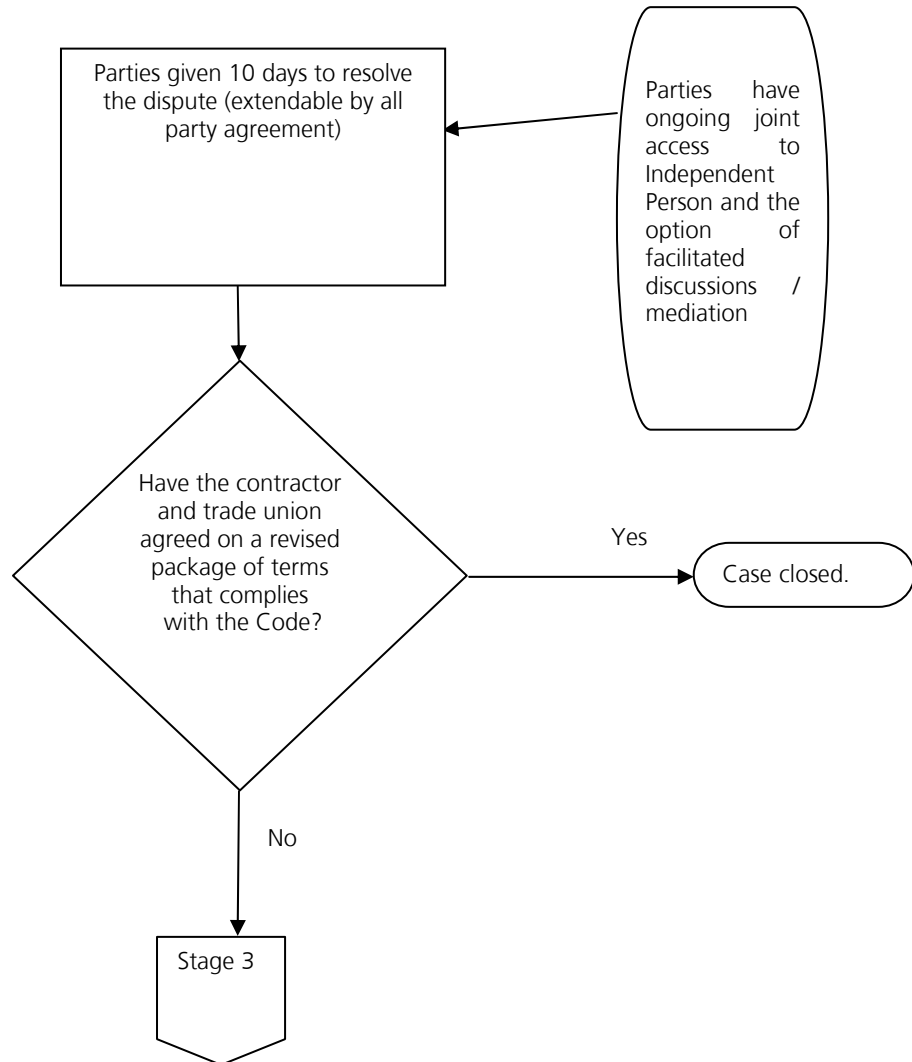 Parties given 10 days to resolve
the dispute (extendable by all
party agreement)
Parties have
ongoing joint
access to
Independent
Person and the
option of
facilitated
discussions /
mediation
Have the contractor
and trade union
agreed on a revised
package of terms
that complies
with the Code?
Yes
Case closed.
No
Stage 3